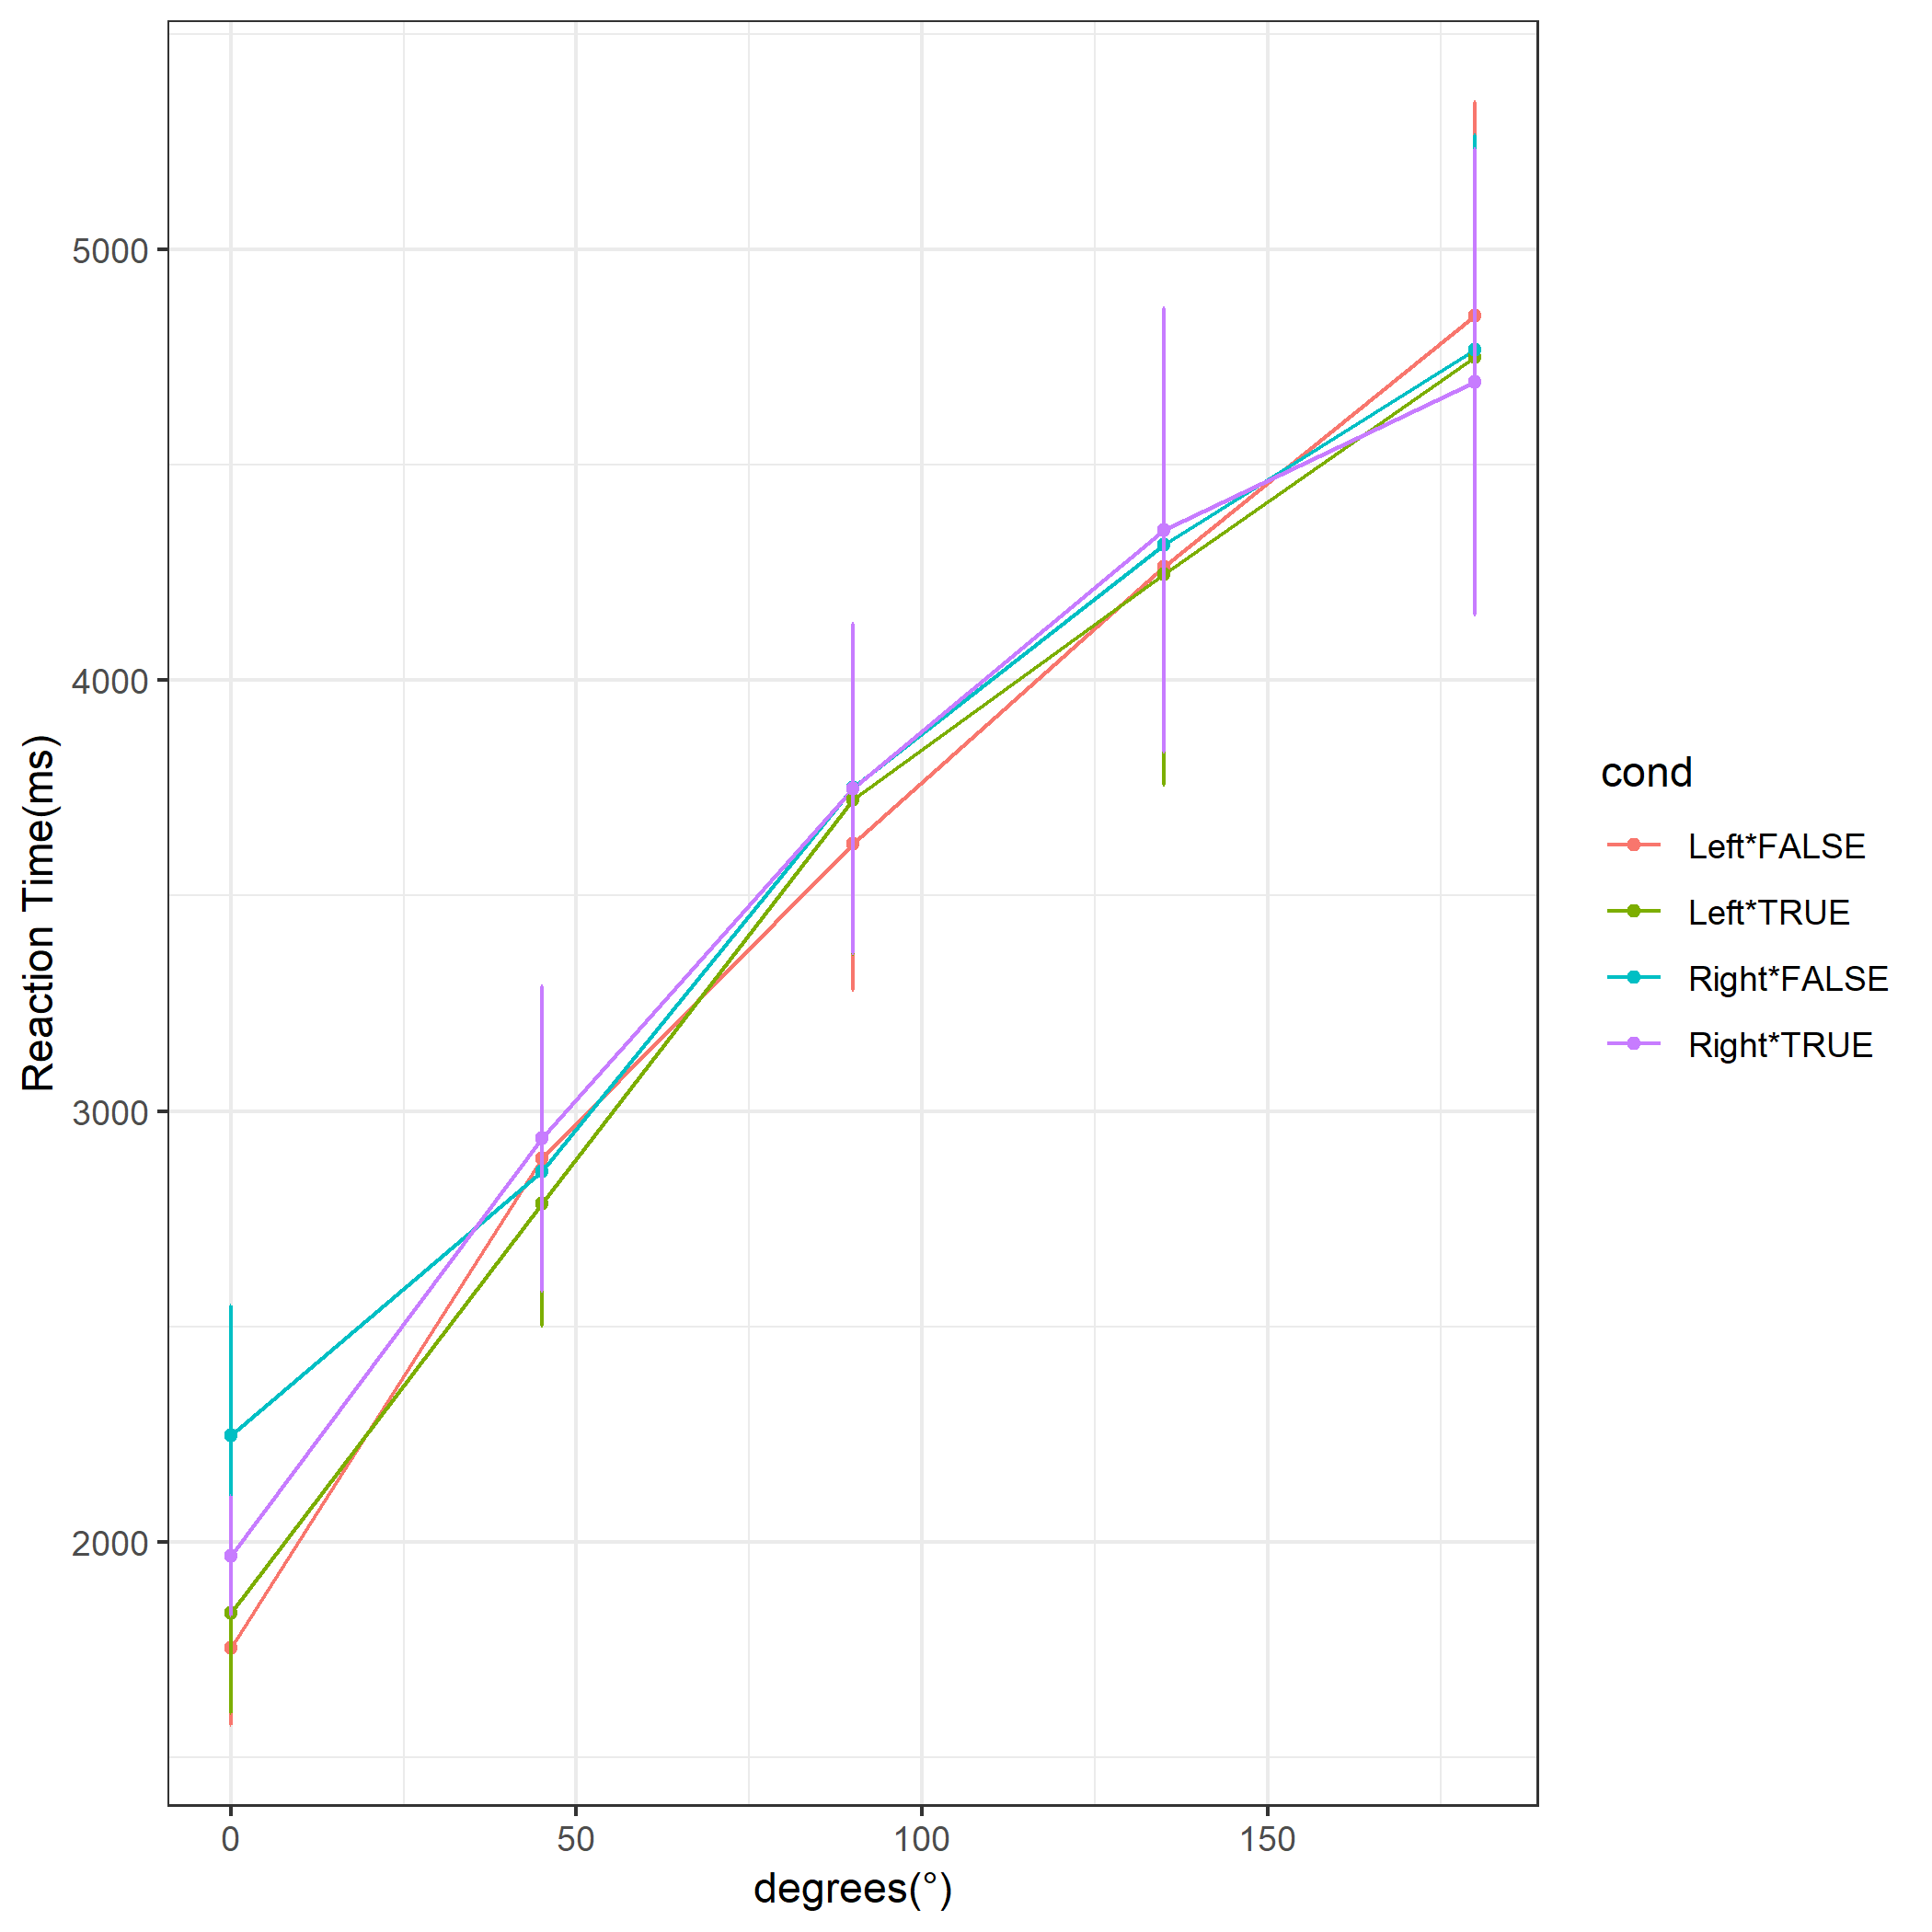 5000
4000
3000
2000
Reaction Time(ms)
0 50 100 150
degrees(°)
cond
Left*FALSE
Left*TRUE
Right*FALSE
Right*TRUE